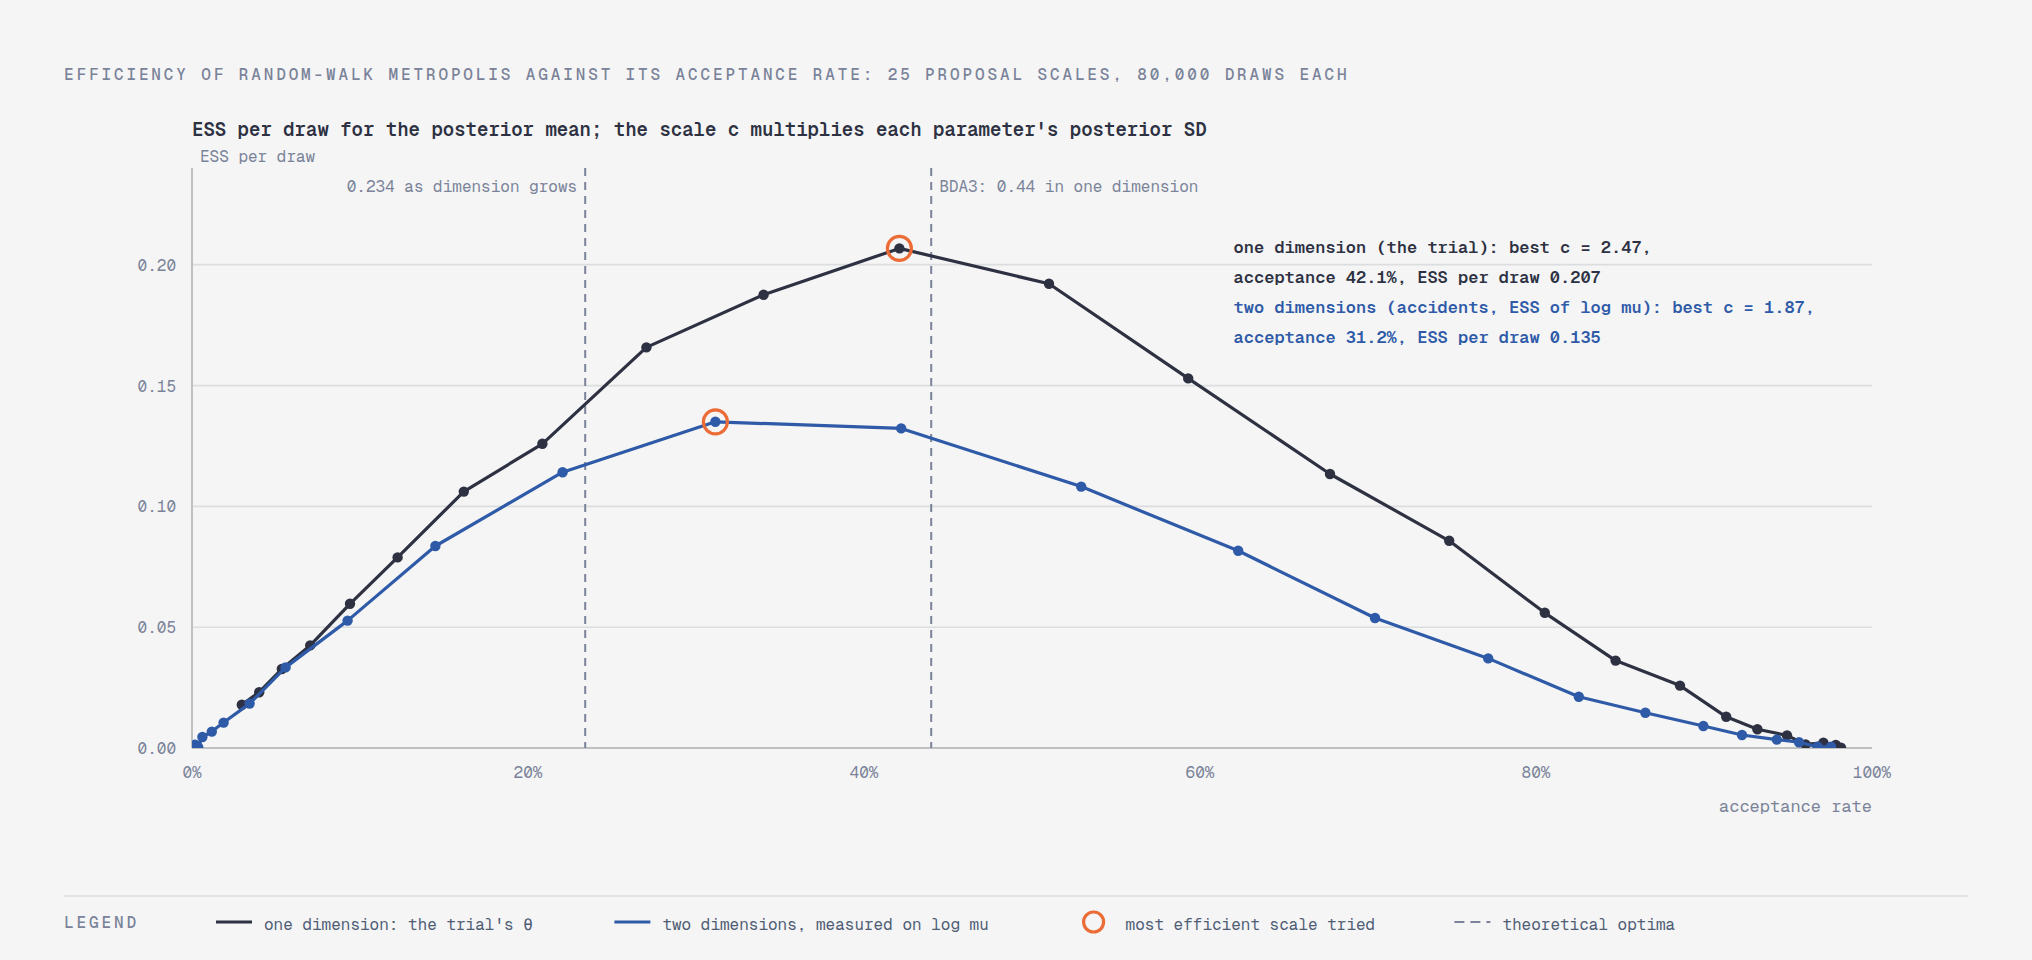 EFFICIENCY OF RANDOM-WALK METROPOLIS AGAINST ITS ACCEPTANCE RATE: 25 PROPOSAL SCALES, 80,000 DRAWS EACH
ESS per draw for the posterior mean; the scale c multiplies each parameter's posterior SD
ESS per draw
0.234 as dimension grows
BDA3: 0.44 in one dimension
one dimension (the trial): best c = 2.47,
acceptance 42.1%, ESS per draw 0.207
two dimensions (accidents, ESS of log mu): best c = 1.87,
acceptance 31.2%, ESS per draw 0.135
0.20
0.15
0.10
0.05
0.00
0%
20%
40%
60%
80%
100%
acceptance rate
LEGEND
one dimension: the trial's θ
two dimensions, measured on log mu
most efficient scale tried
theoretical optima